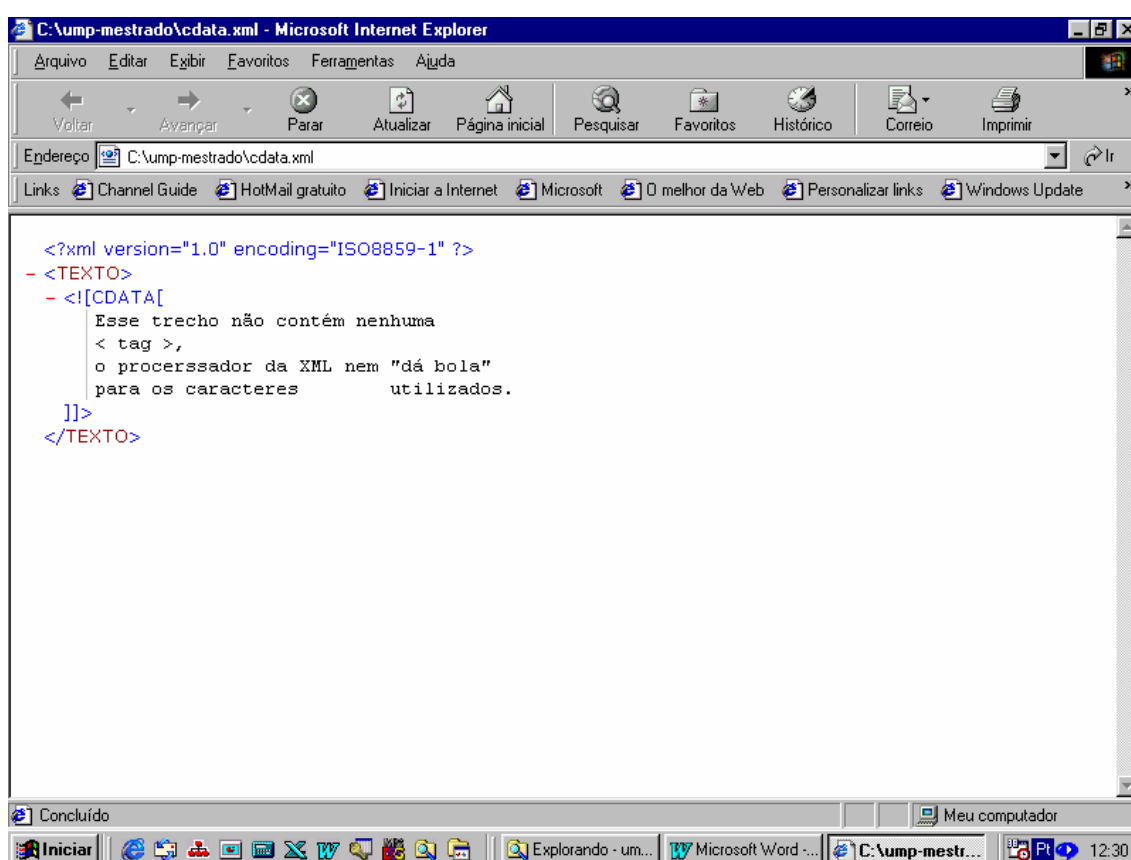 C:\ump-mestrado\cdata.xml - Microsoft Internet Explorer
Arquivo Editar Exibir Favoritos Ferramentas Ajuda
Voltar Avançar Parar Atualizar Página inicial Pesquisar Favoritos Histórico Correio Imprimir
Endereço C:\ump-mestrado\cdata.xml Ir
Links Channel Guide HotMail gratuito Iniciar a Internet Microsoft O melhor da Web Personalizar links Windows Update
<?xml version="1.0" encoding="ISO8859-1" ?>
- <TEXTO>
- <![CDATA[
Esse trecho não contém nenhuma
< tag >,
o procerssador da XML nem "dá bola"
para os caracteres        utilizados.
]]>
</TEXTO>
Concluído Meu computador
Iniciar Explorando - um... Microsoft Word -... C:\ump-mestr... Pt 12:30